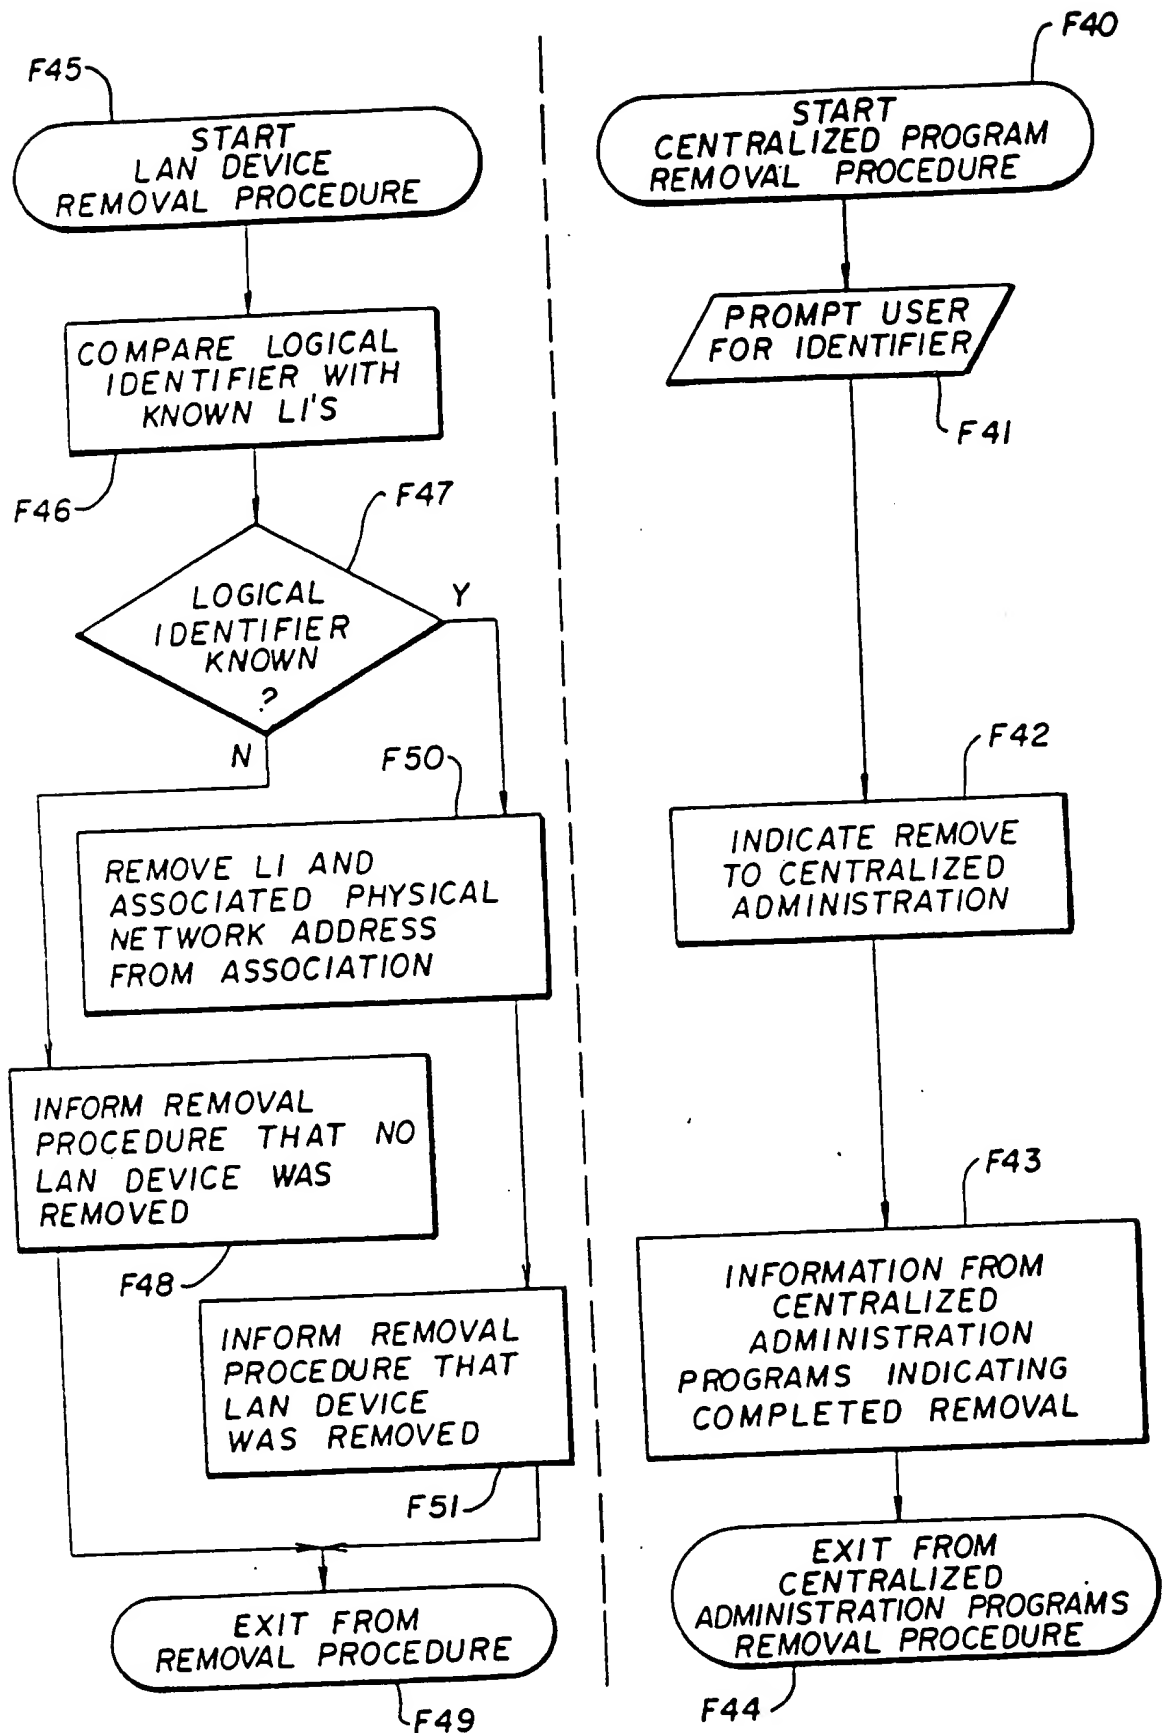 F45
START
LAN DEVICE
REMOVAL PROCEDURE
COMPARE LOGICAL
IDENTIFIER WITH
KNOWN LI'S
F46
F47
LOGICAL
IDENTIFIER
KNOWN
?
Y
N
F50
REMOVE LI AND
ASSOCIATED PHYSICAL
NETWORK ADDRESS
FROM ASSOCIATION
INFORM REMOVAL
PROCEDURE THAT NO
LAN DEVICE WAS
REMOVED
F48
INFORM REMOVAL
PROCEDURE THAT
LAN DEVICE
WAS REMOVED
F51
EXIT FROM
REMOVAL PROCEDURE
F49
F40
START
CENTRALIZED PROGRAM
REMOVAL PROCEDURE
PROMPT USER
FOR IDENTIFIER
F41
F42
INDICATE REMOVE
TO CENTRALIZED
ADMINISTRATION
F43
INFORMATION FROM
CENTRALIZED
ADMINISTRATION
PROGRAMS INDICATING
COMPLETED REMOVAL
EXIT FROM
CENTRALIZED
ADMINISTRATION PROGRAMS
REMOVAL PROCEDURE
F44